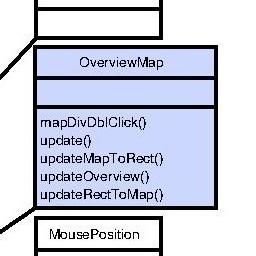 OverviewMap
mapDivDblClick()
update()
updateMapToRect()
updateOverview()
updateRectToMap()
MousePosition